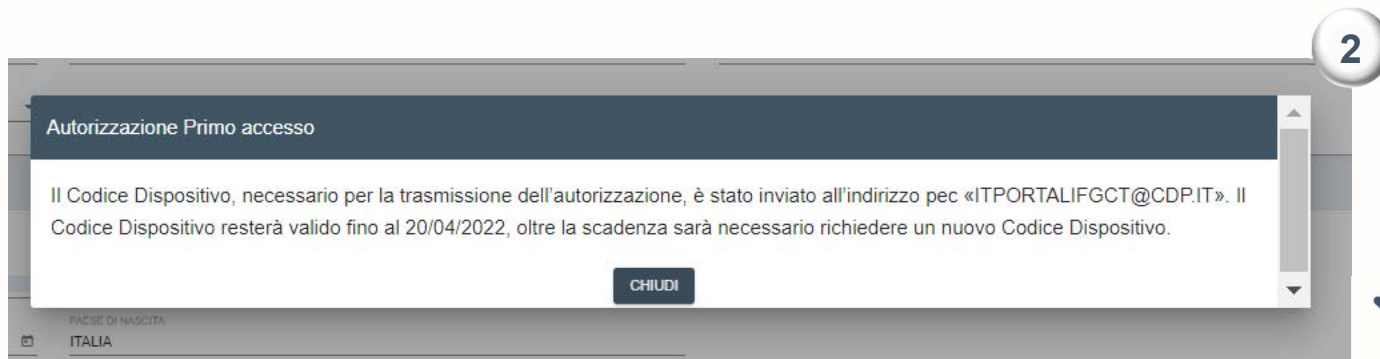 2
Autorizzazione Primo accesso
Il Codice Dispositivo, necessario per la trasmissione dell'autorizzazione, è stato inviato all'indirizzo pec «ITPORTALIFGCT@CDP.IT». Il
Codice Dispositivo resterà valido fino al 20/04/2022, oltre la scadenza sarà necessario richiedere un nuovo Codice Dispositivo.
CHIUDI
PAESE DI NASCITA
ITALIA